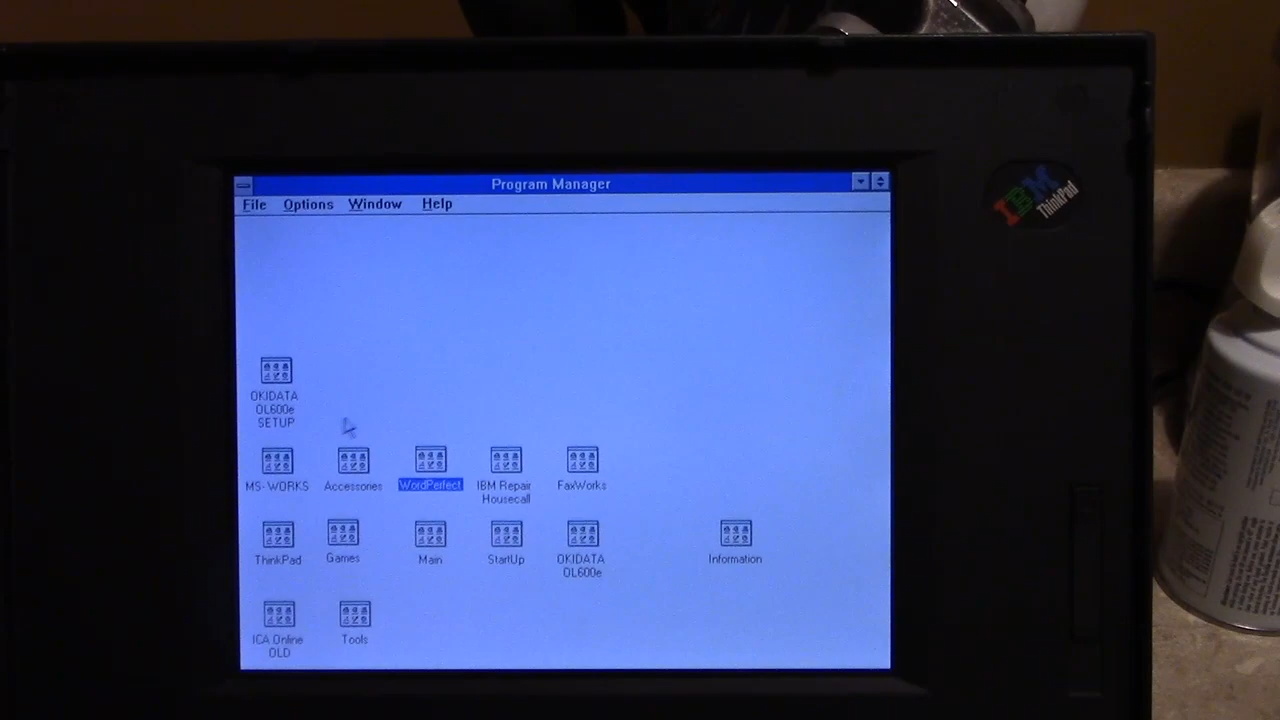 Program Manager
File Options Window Help
IBM
ThinkPad
OKIDATA
OL600e
SETUP
MS-WORKS Accessories WordPerfect IBM Repair FaxWorks
Housecall
ThinkPad Games Main StartUp OKIDATA Information
OL600e
ICA Online Tools
OLD